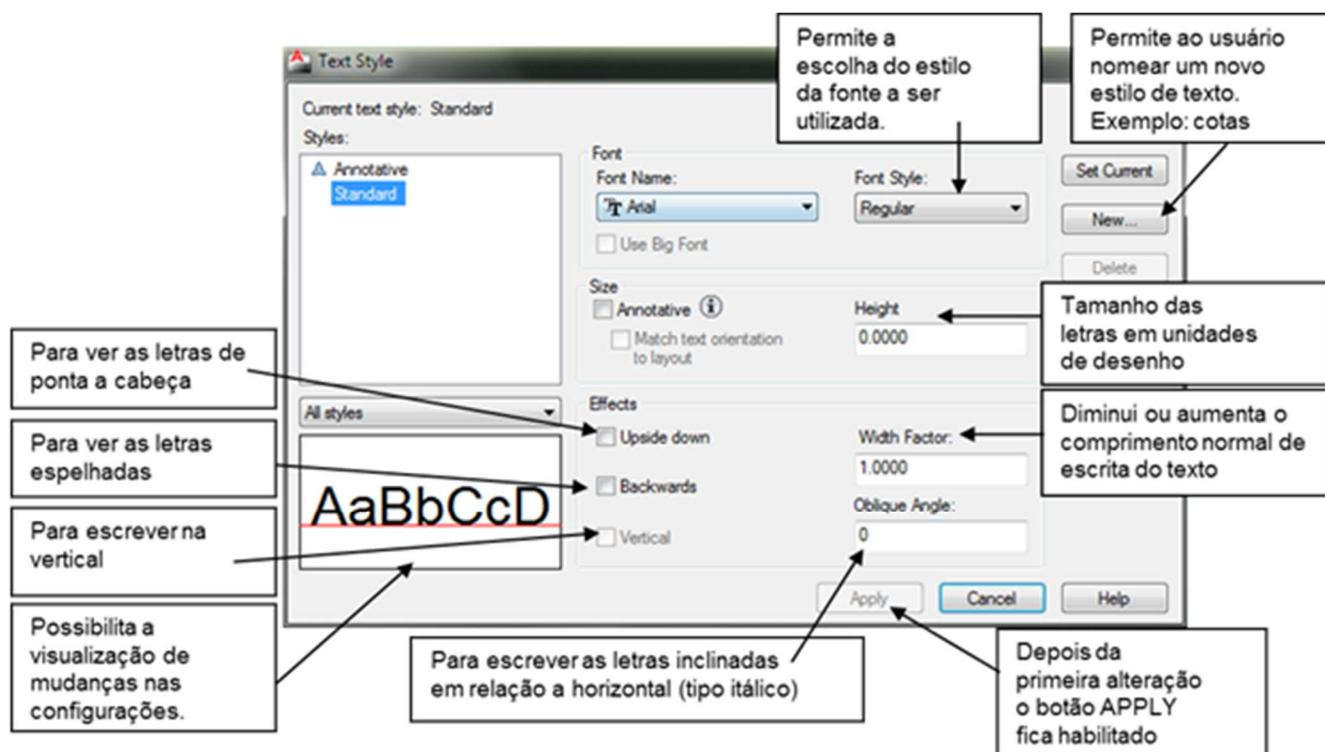 Permite a
escolha do estilo
da fonte a ser
utilizada.
Permite ao usuário
nomear um novo
estilo de texto.
Exemplo: cotas
Text Style
Current text style: Standard
Styles:
Annotative
Standard
Font
Font Name:
Font Style:
Arial
Regular
Use Big Font
Set Current
New...
Delete
Size
Annotative
Height
Match text orientation
to layout
0.0000
Tamanho das
letras em unidades
de desenho
Para ver as letras de
ponta a cabeça
All styles
Effects
Upside down
Width Factor:
1.0000
Diminui ou aumenta o
comprimento normal de
escrita do texto
Para ver as letras
espelhadas
Backwards
Oblique Angle:
0
AaBbCcD
Para escrever na
vertical
Vertical
Apply
Cancel
Help
Possibilita a
visualização de
mudanças nas
configurações.
Para escrever as letras inclinadas
em relação a horizontal (tipo itálico)
Depois da
primeira alteração
o botão APPLY
fica habilitado